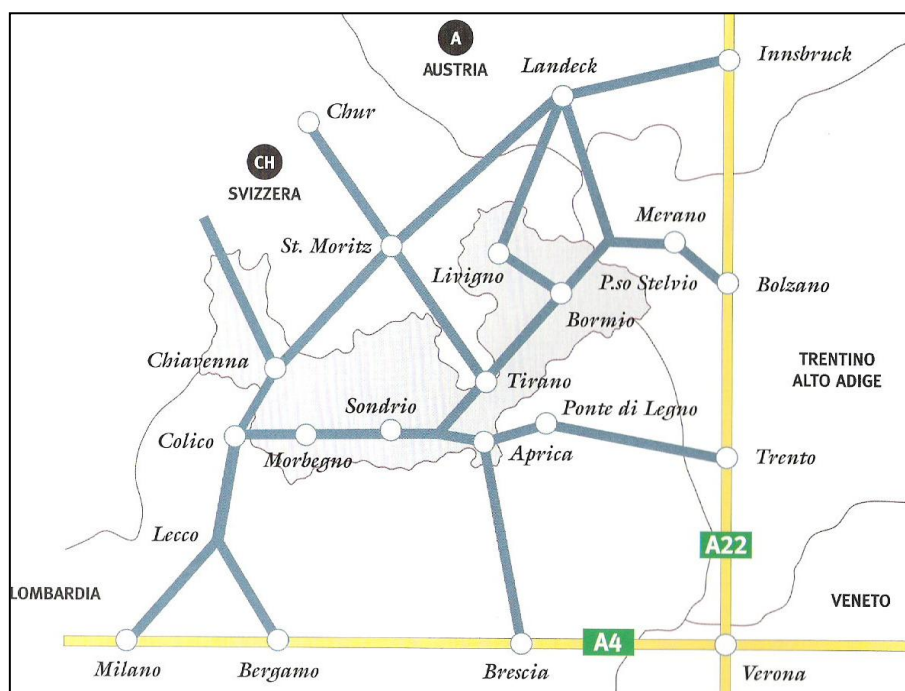 A
AUSTRIA
Landeck
Innsbruck
Chur
CH
SVIZZERA
St. Moritz
Merano
Livigno
P.so Stelvio
Bolzano
Bormio
Chiavenna
Tirano
TRENTINO
ALTO ADIGE
Sondrio
Ponte di Legno
Colico
Morbegno
Aprica
Trento
Lecco
A22
LOMBARDIA
VENETO
A4
Milano
Bergamo
Brescia
Verona